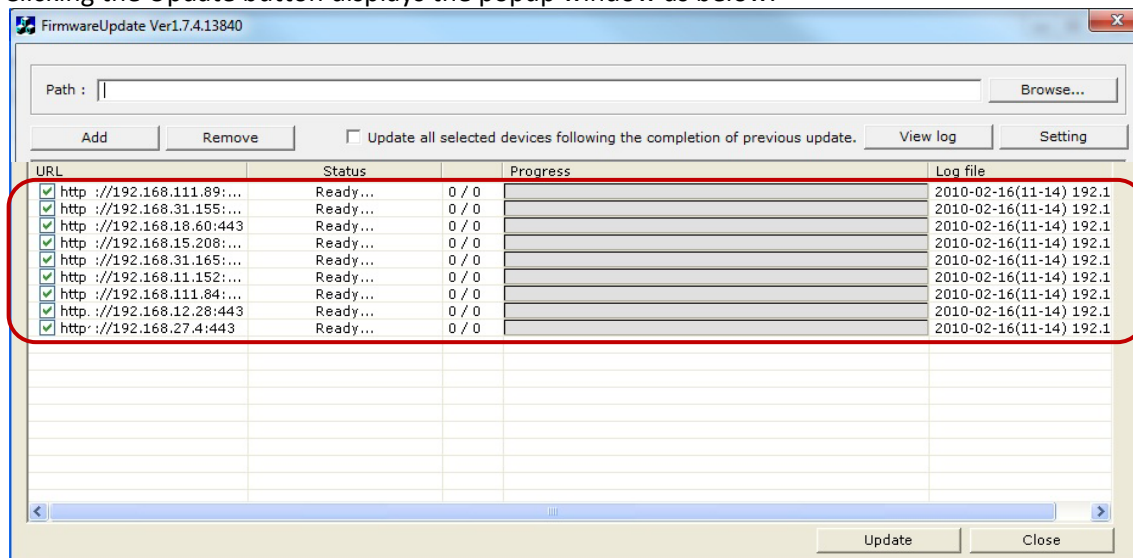 Clicking the Update button displays the popup window as below:
FirmwareUpdate Ver1.7.4.13840
Path :
Browse...
Add Remove Update all selected devices following the completion of previous update. View log Setting
URL Status Progress Log file
http ://192.168.111.89:... Ready... 0 / 0 2010-02-16(11-14) 192.1
http ://192.168.31.155:... Ready... 0 / 0 2010-02-16(11-14) 192.1
http ://192.168.18.60:443 Ready... 0 / 0 2010-02-16(11-14) 192.1
http ://192.168.15.208:... Ready... 0 / 0 2010-02-16(11-14) 192.1
http ://192.168.31.165:... Ready... 0 / 0 2010-02-16(11-14) 192.1
http ://192.168.11.152:... Ready... 0 / 0 2010-02-16(11-14) 192.1
http ://192.168.111.84:... Ready... 0 / 0 2010-02-16(11-14) 192.1
http ://192.168.12.28:443 Ready... 0 / 0 2010-02-16(11-14) 192.1
http ://192.168.27.4:443 Ready... 0 / 0 2010-02-16(11-14) 192.1
Update Close